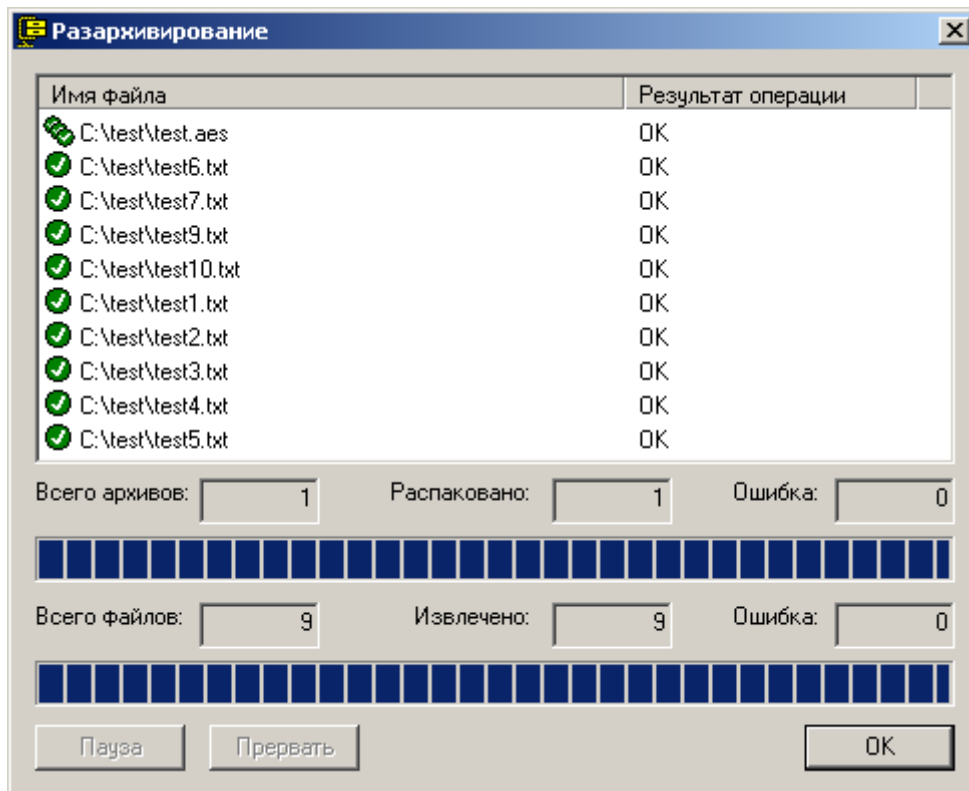 Разархивирование
Имя файла Результат операции
C:\test\test.aes OK
C:\test\test6.txt OK
C:\test\test7.txt OK
C:\test\test9.txt OK
C:\test\test10.txt OK
C:\test\test1.txt OK
C:\test\test2.txt OK
C:\test\test3.txt OK
C:\test\test4.txt OK
C:\test\test5.txt OK
Всего архивов: 1 Распаковано: 1 Ошибка: 0
Всего файлов: 9 Извлечено: 9 Ошибка: 0
Пауза Прервать OK